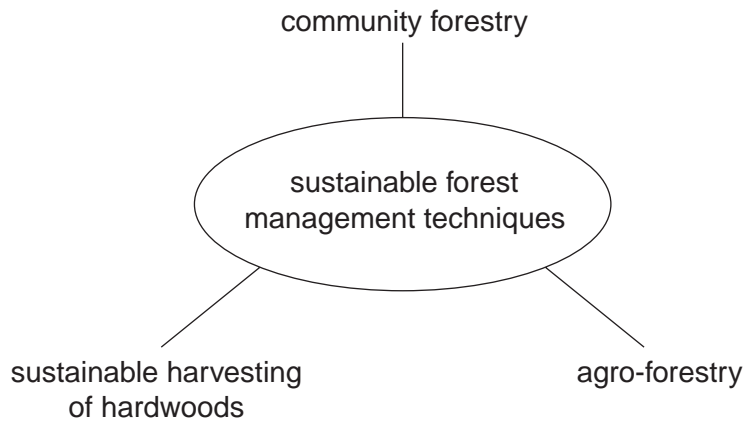 community forestry
sustainable forest
management techniques
sustainable harvesting
of hardwoods
agro-forestry